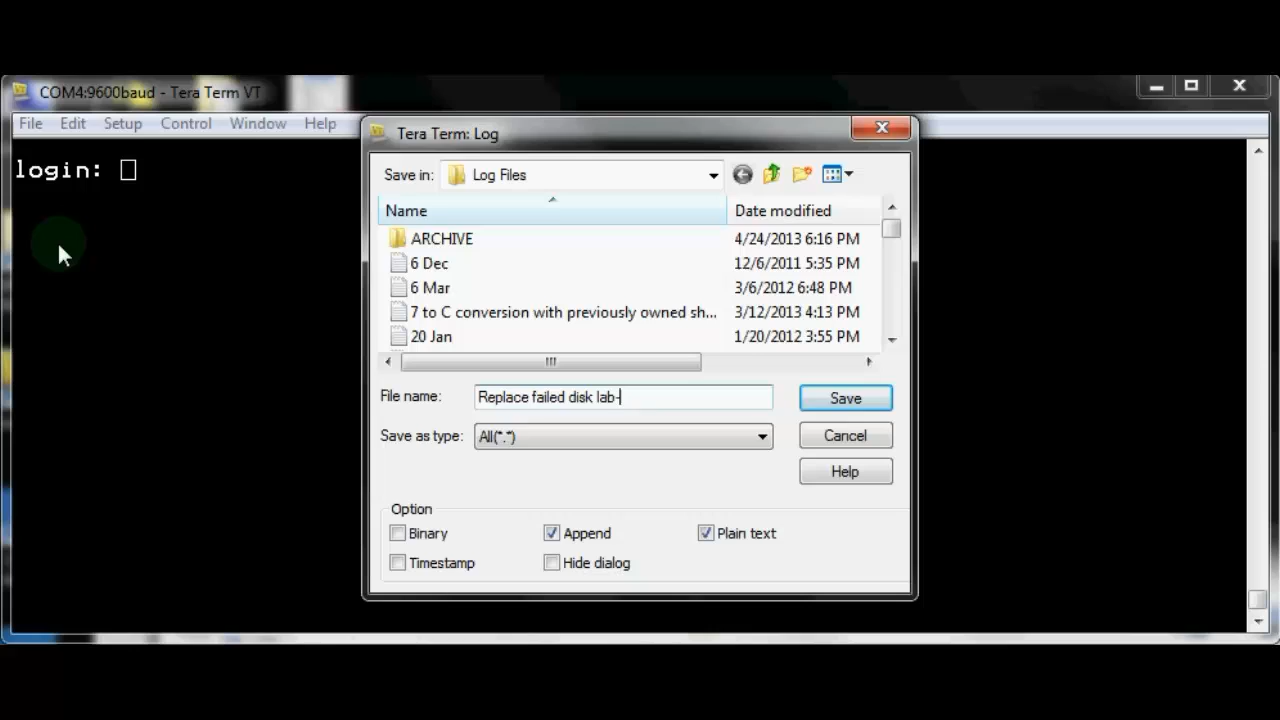 COM4:9600baud - Tera Term VT
File Edit Setup Control Window Help
login:
Tera Term: Log
Save in: Log Files
Name Date modified
ARCHIVE 4/24/2013 6:16 PM
6 Dec 12/6/2011 5:35 PM
6 Mar 3/6/2012 6:48 PM
7 to C conversion with previously owned sh... 3/12/2013 4:13 PM
20 Jan 1/20/2012 3:55 PM
File name: Replace failed disk lab- Save
Save as type: All(*.*) Cancel
Help
Option
Binary Append Plain text
Timestamp Hide dialog